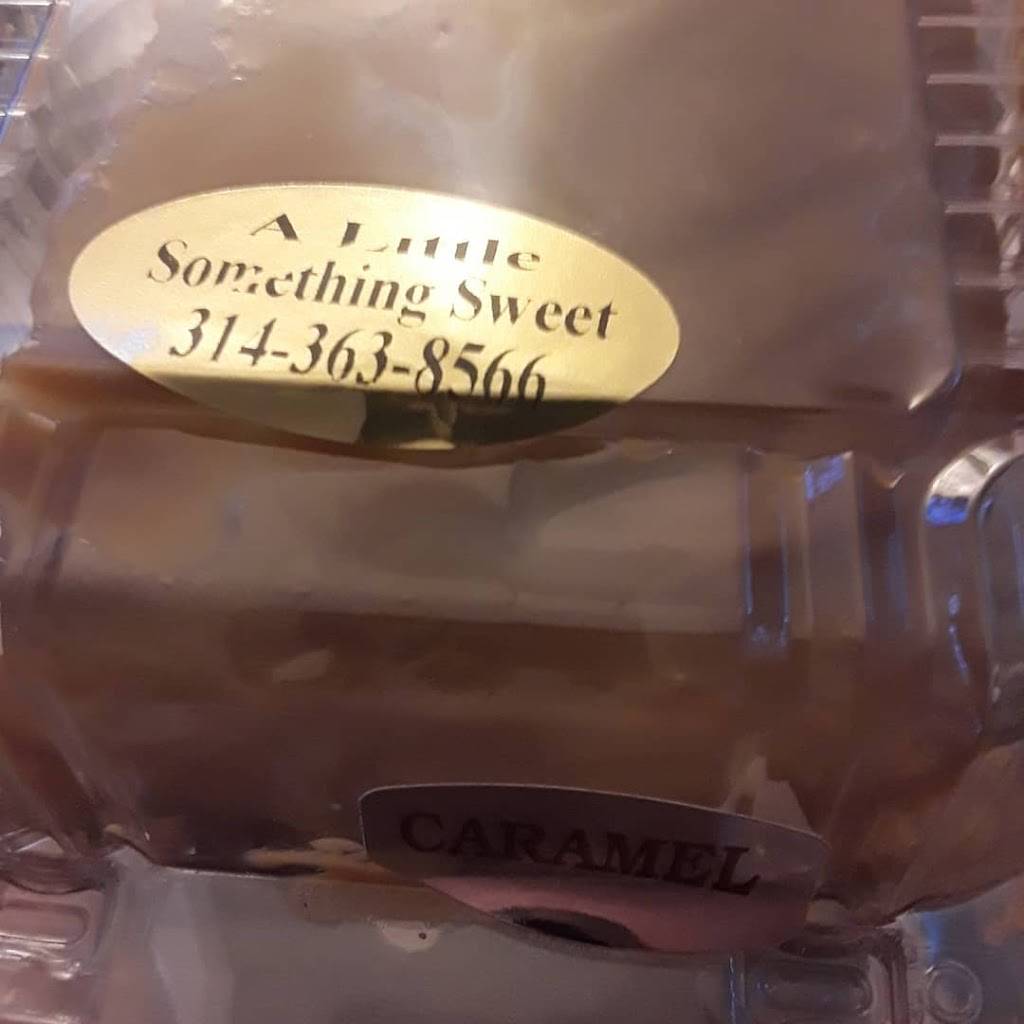 A Little
Something Sweet
314-363-8566
CARAMEL